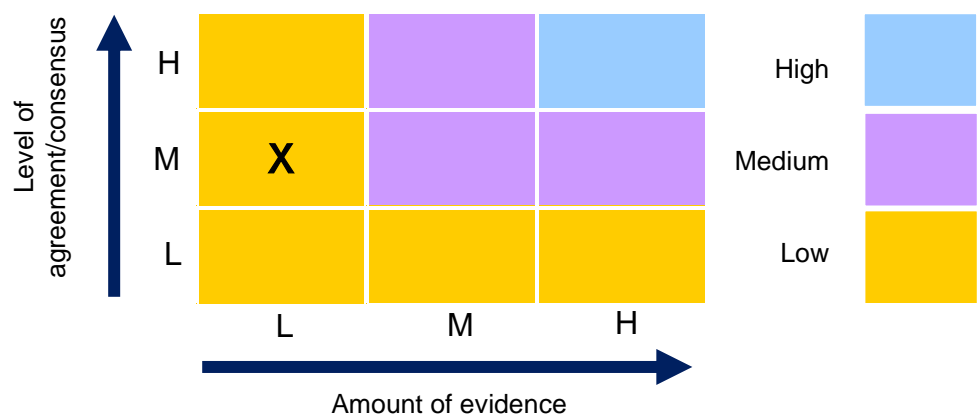 Level of
agreement/consensus
H
M
X
L
L
M
H
Amount of evidence
High
Medium
Low